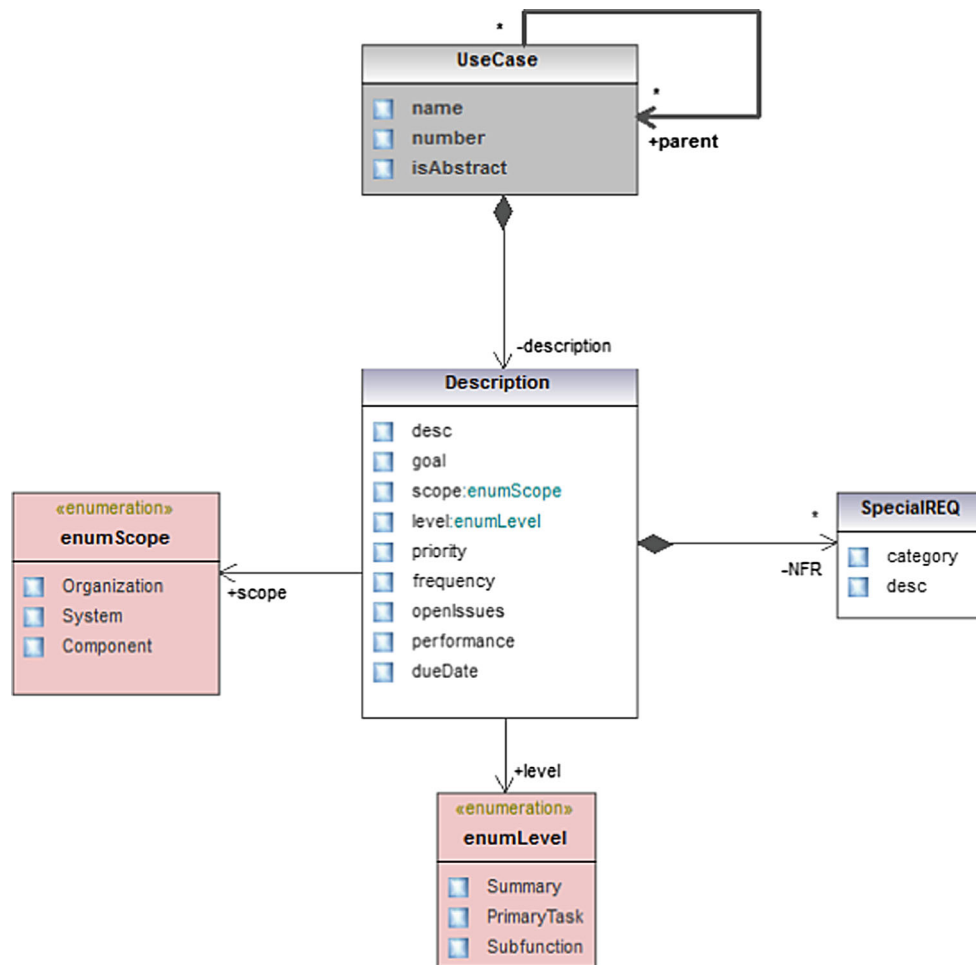 *
UseCase
name
number
isAbstract
*
+parent
-description
Description
desc
goal
scope:enumScope
level:enumLevel
priority
frequency
openIssues
performance
dueDate
«enumeration»
enumScope
Organization
System
Component
+scope
*
-NFR
SpecialREQ
category
desc
+level
«enumeration»
enumLevel
Summary
PrimaryTask
Subfunction